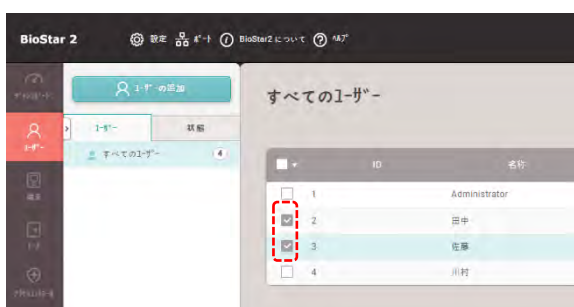 BioStar 2
設定
ﾎﾟｰﾄ
BioStar2 について
ﾍﾙﾌﾟ
ﾕｰｻﾞｰ の追加
ﾕｰｻﾞｰ
状態
すべてのﾕｰｻﾞｰ
4
すべてのﾕｰｻﾞｰ
ID
名称
1
Administrator
2
田中
3
佐藤
4
川村
ﾕｰｻﾞｰ